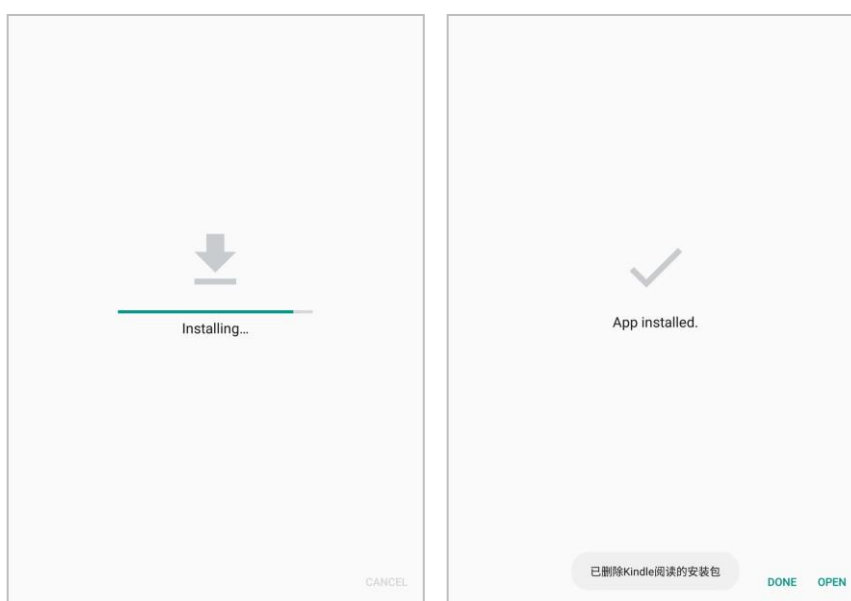 Installing...
CANCEL
App installed.
已删除Kindle阅读的安装包
DONE OPEN